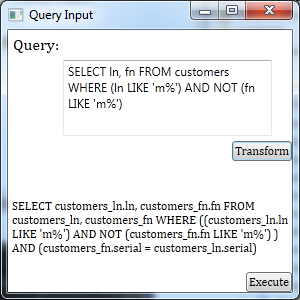 Query Input
Query:
SELECT ln, fn FROM customers
WHERE (ln LIKE 'm%') AND NOT (fn
LIKE 'm%')
Transform
SELECT customers_ln.ln, customers_fn.fn FROM
customers_ln, customers_fn WHERE ((customers_ln.ln
LIKE 'm%') AND NOT (customers_fn.fn LIKE 'm%') )
AND (customers_fn.serial = customers_ln.serial)
Execute